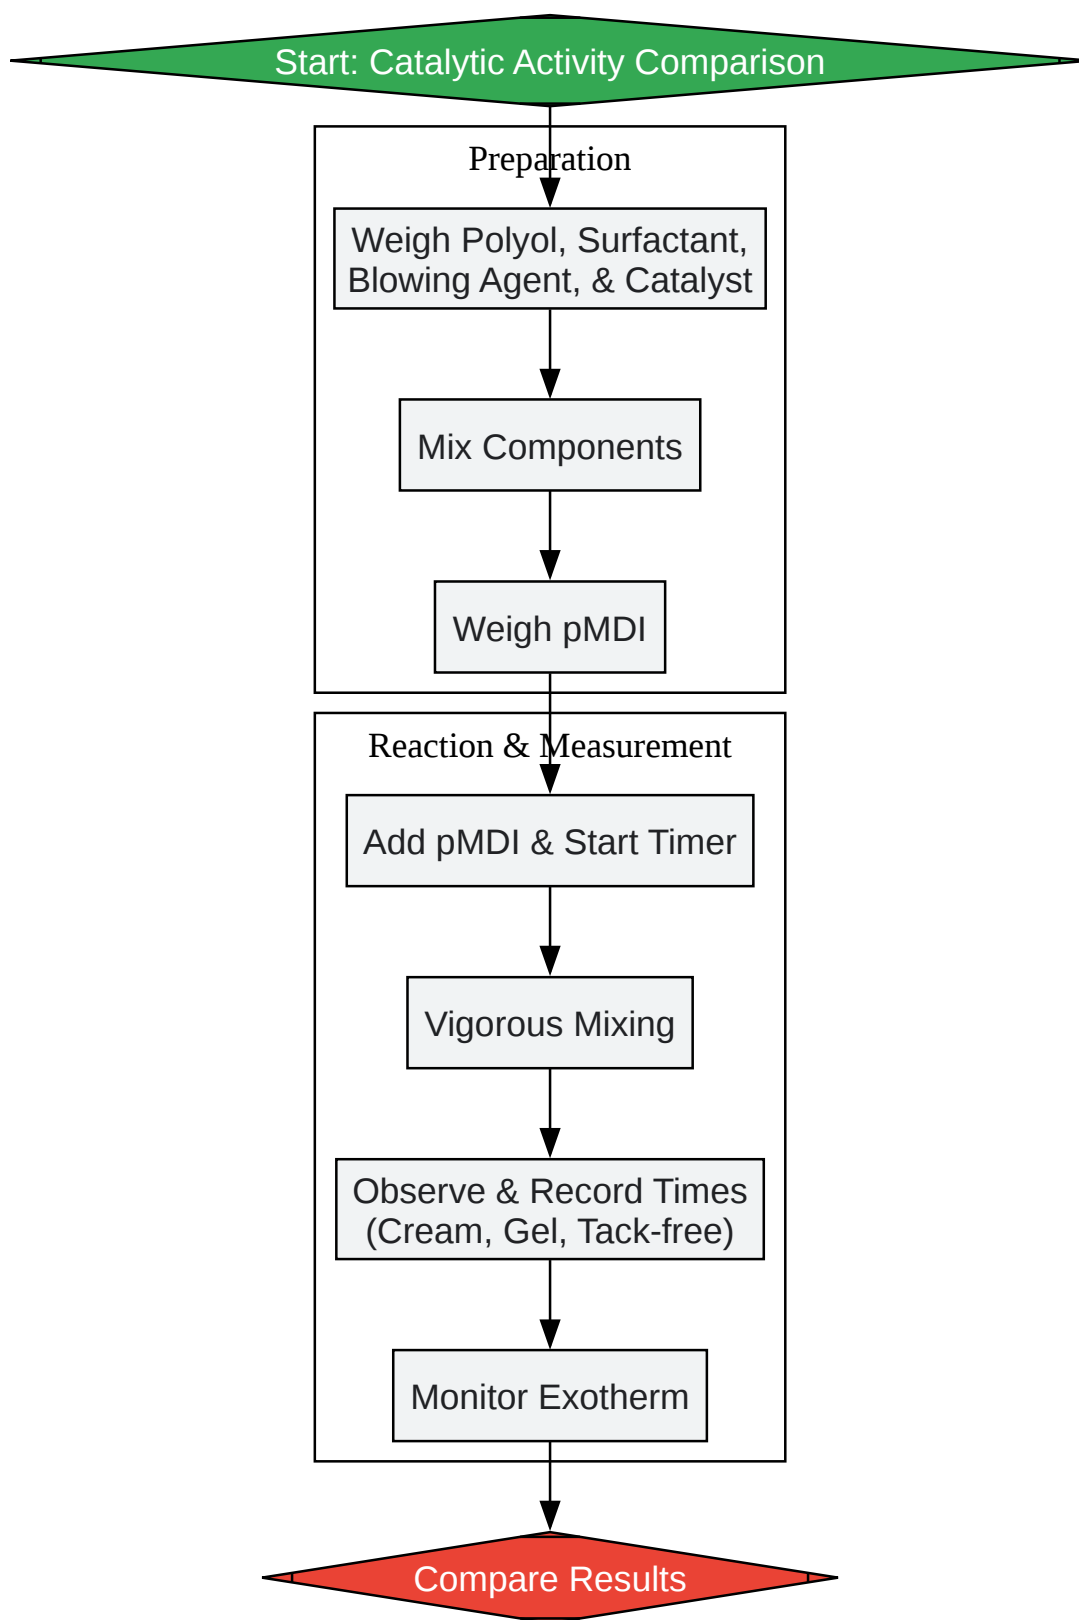 Start: Catalytic Activity Comparison
Preparation
Weigh Polyol, Surfactant,
Blowing Agent, & Catalyst
Mix Components
Weigh pMDI
Reaction & Measurement
Add pMDI & Start Timer
Vigorous Mixing
Observe & Record Times
(Cream, Gel, Tack-free)
Monitor Exotherm
Compare Results